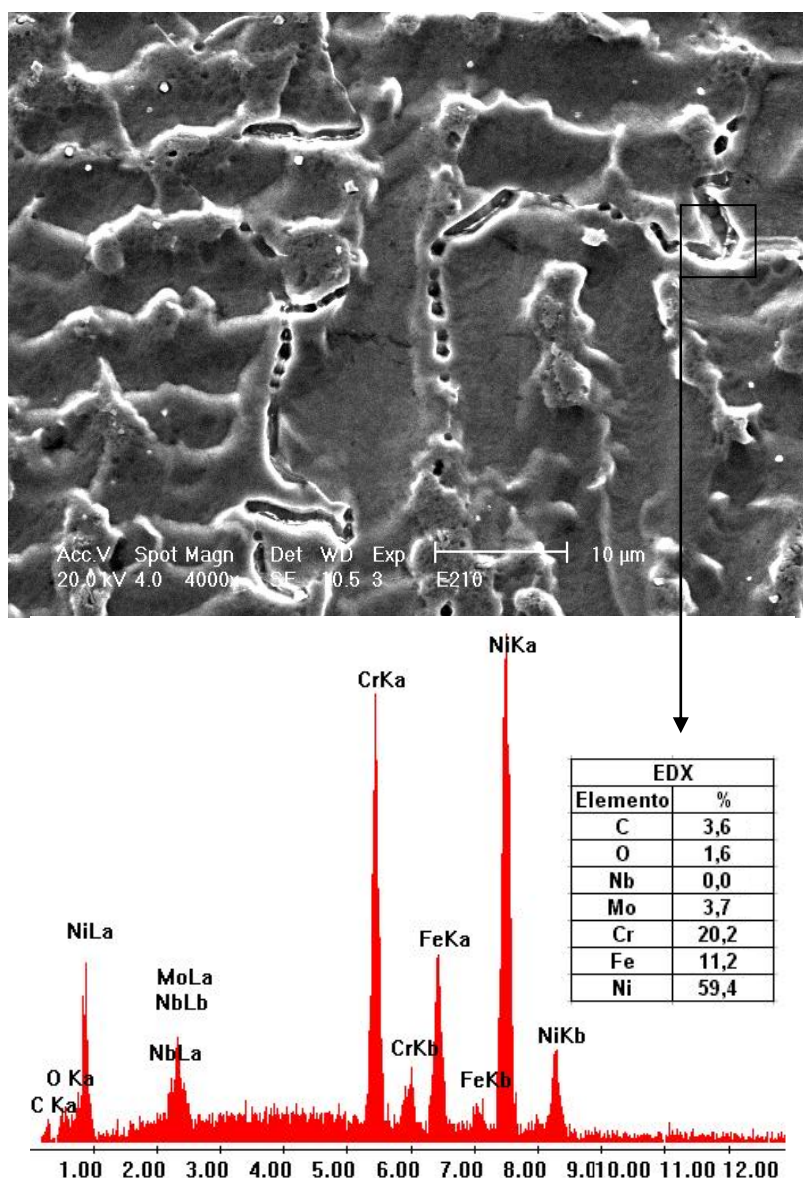 Acc.V Spot Magn Det WD Exp 10 µm
20.0 kV 4.0 4000x SE 10.5 3 E210
NiKa
CrKa
EDX
Elemento %
C 3,6
O 1,6
Nb 0,0
Mo 3,7
Cr 20,2
Fe 11,2
Ni 59,4
NiLa
FeKa
MoLa
NbLb
NiKb
CrKb
NbLa
FeKb
O Ka
C Ka
1.00 2.00 3.00 4.00 5.00 6.00 7.00 8.00 9.010.00 11.00 12.00